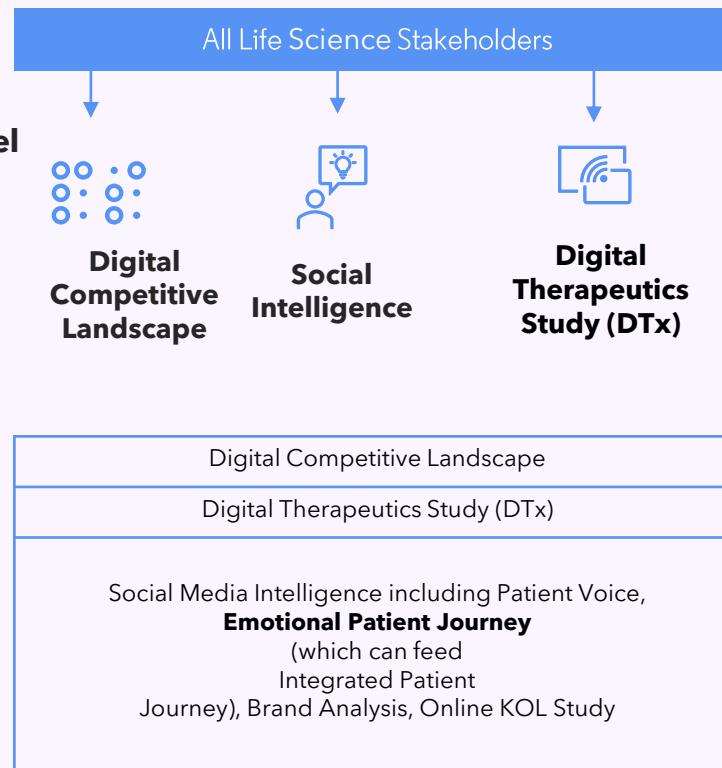 All Life Science Stakeholders
el
Digital
Competitive
Landscape
Social
Intelligence
Digital
Therapeutics
Study (DTx)
Digital Competitive Landscape
Digital Therapeutics Study (DTx)
Social Media Intelligence including Patient Voice,
Emotional Patient Journey
(which can feed
Integrated Patient
Journey), Brand Analysis, Online KOL Study